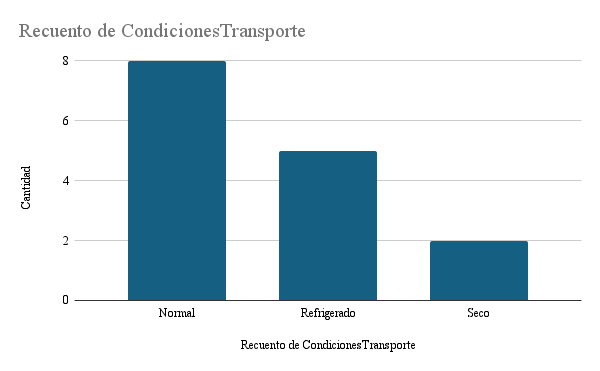 Recuento de CondicionesTransporte
8
6
4
2
0
Cantidad
Normal Refrigerado Seco
Recuento de CondicionesTransporte